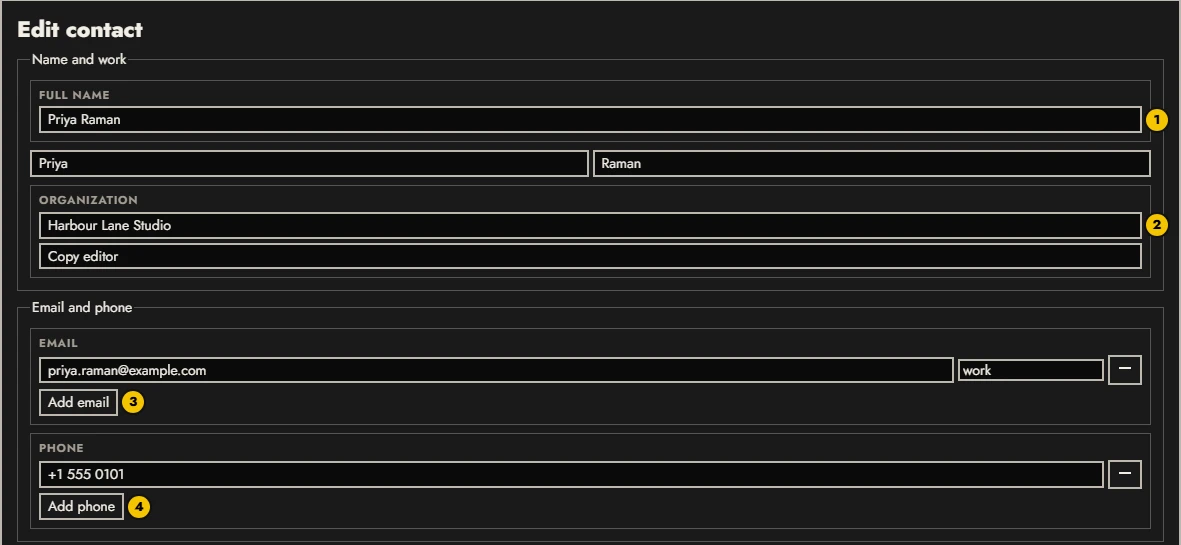 Edit contact
Name and work
FULL NAME
Priya Raman
1
Priya Raman
ORGANIZATION
Harbour Lane Studio
2
Copy editor
Email and phone
EMAIL
priya.raman@example.com work −
Add email 3
PHONE
+1 555 0101 −
Add phone 4